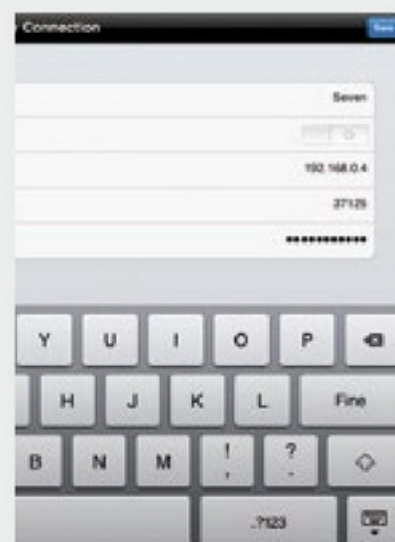 Connection
Seven
192.168.0.4
37125
•••••••••••
Y U I O P
H J K L Fine
B N M ! , ? .
.?123